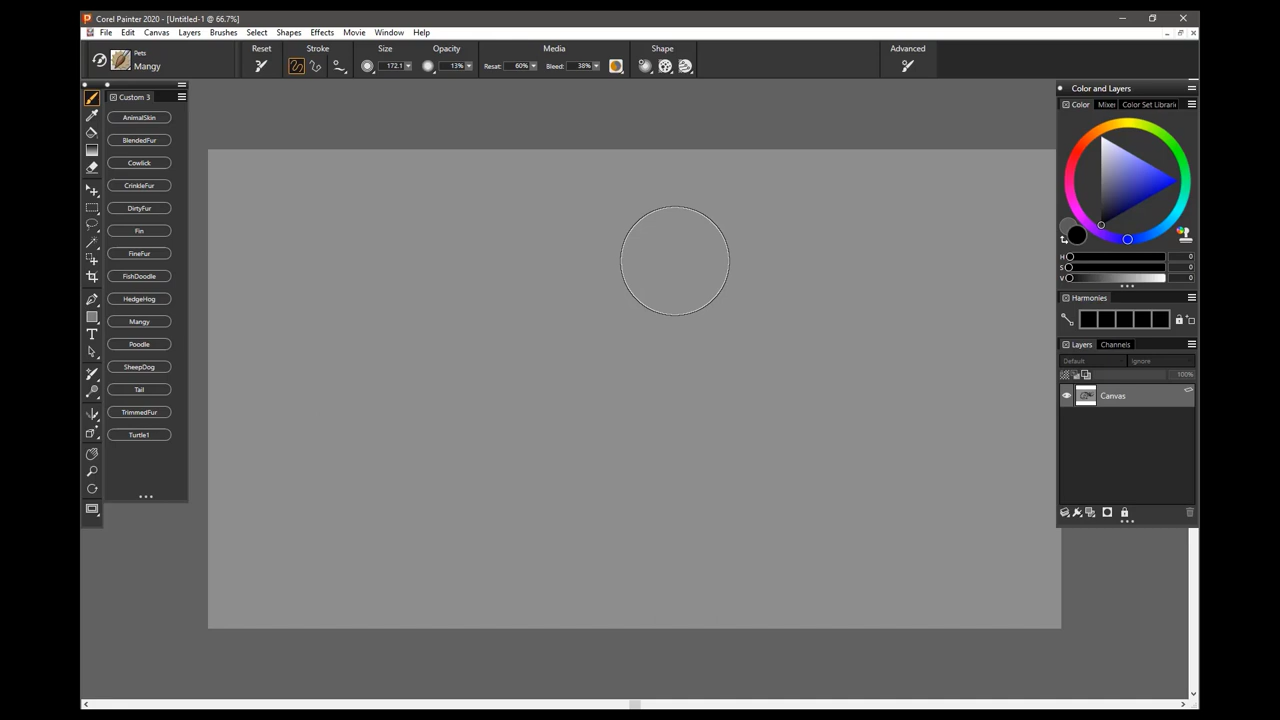 Corel Painter 2020 - [Untitled-1 @ 66.7%]
File Edit Canvas Layers Shapes Brushes Select Shapes Effects Movie Window Help
Pets
Mangy
Reset Stroke Size Opacity Media Shape Advanced
172.1 13% Resat: 60% Bleed: 38%
Custom 3
AnimalSkin
BlendedFur
Cowlick
CrinkleFur
DirtyFur
Fin
FineFur
FishDoodle
HedgeHog
Mangy
Poodle
SheepDog
Tail
TrimmedFur
Turtle1
T
Color and Layers
Color Mixer Color Set Librari
H 0
S 0
V 0
Harmonies
Layers Channels
Default Ignore
100%
Canvas